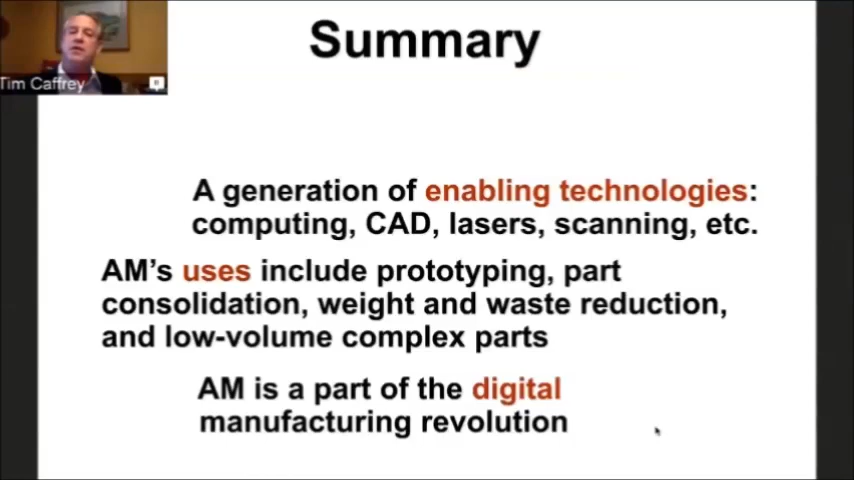 Summary
Tim Caffrey
A generation of enabling technologies:
computing, CAD, lasers, scanning, etc.
AM's uses include prototyping, part
consolidation, weight and waste reduction,
and low-volume complex parts
AM is a part of the digital
manufacturing revolution